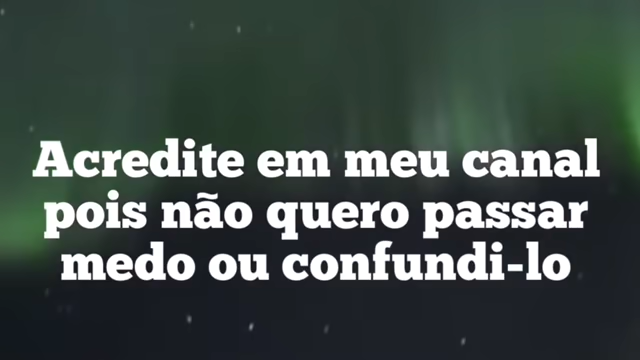 Acredite em meu canal
pois não quero passar
medo ou confundi-lo